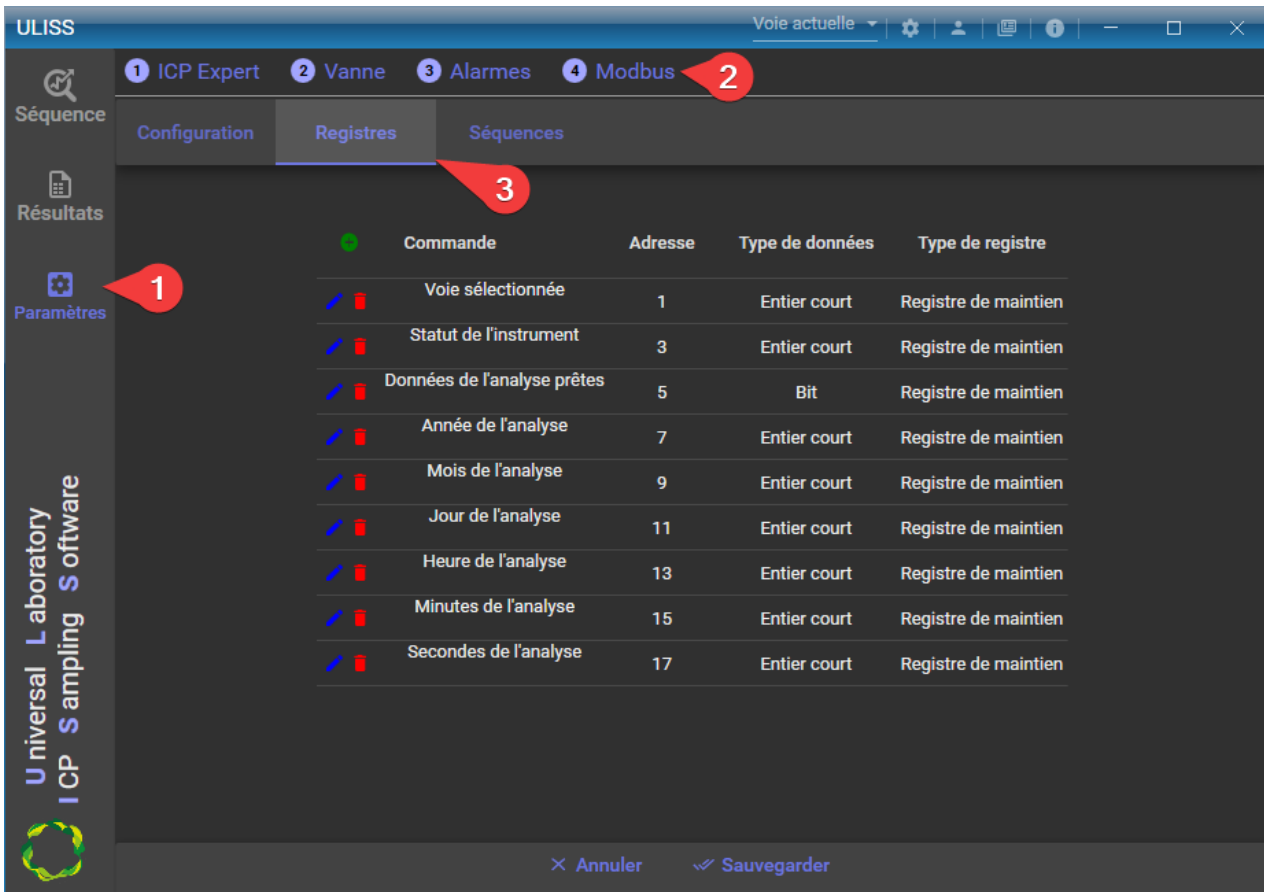 ULISS
Voie actuelle
1 ICP Expert 2 Vanne 3 Alarmes 4 Modbus
2
Séquence
Configuration Registres Séquences
3
Résultats
Commande Adresse Type de données Type de registre
1
Paramètres
Voie sélectionnée 1 Entier court Registre de maintien
Statut de l'instrument 3 Entier court Registre de maintien
Données de l'analyse prêtes 5 Bit Registre de maintien
Année de l'analyse 7 Entier court Registre de maintien
Mois de l'analyse 9 Entier court Registre de maintien
Jour de l'analyse 11 Entier court Registre de maintien
Heure de l'analyse 13 Entier court Registre de maintien
Minutes de l'analyse 15 Entier court Registre de maintien
Secondes de l'analyse 17 Entier court Registre de maintien
U niversal L aboratory
I CP S ampling S oftware
Annuler Sauvegarder